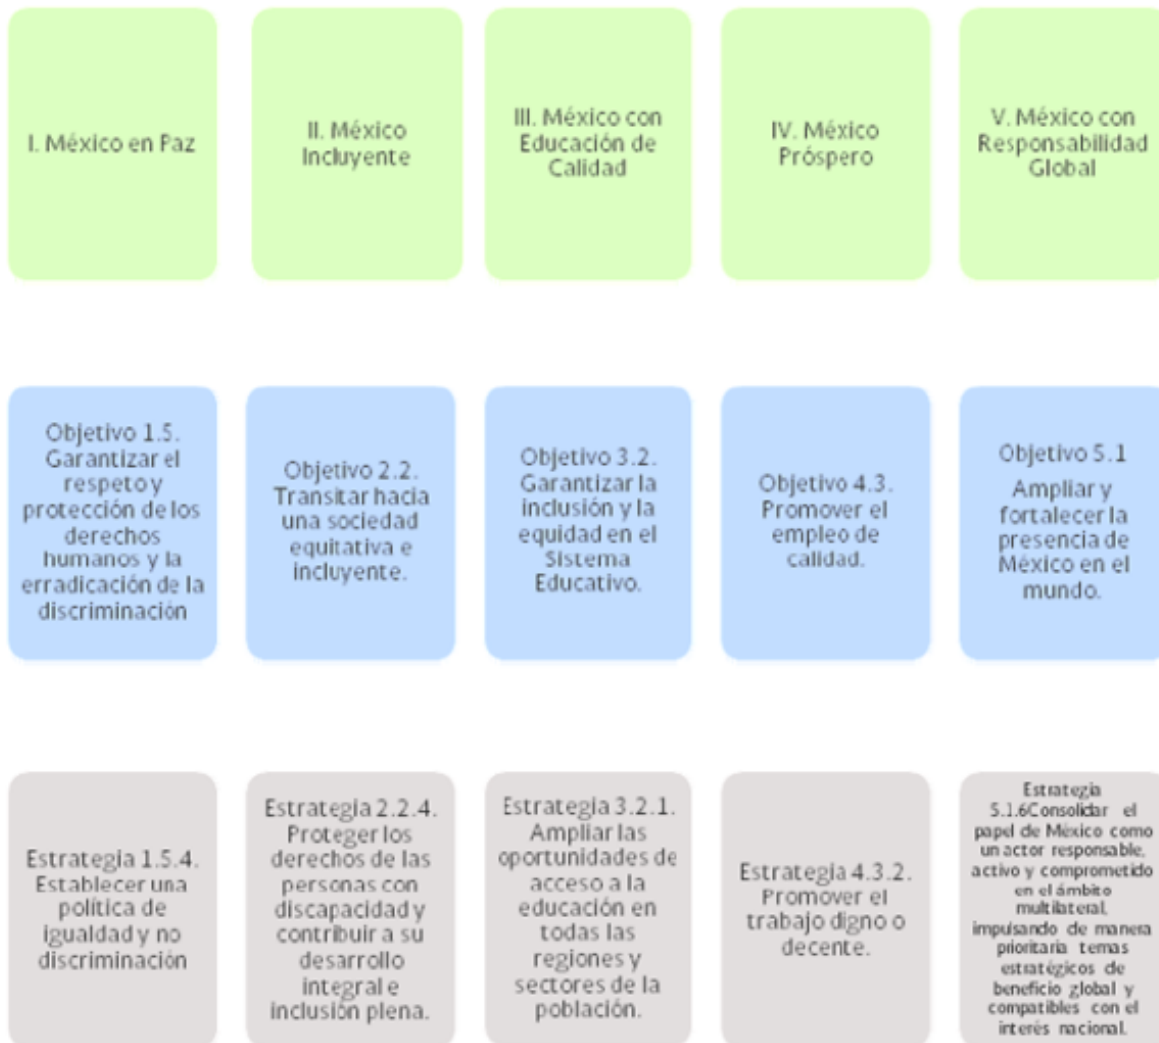 I. México en Paz
II. México
Incluyente
III. México con
Educación de
Calidad
IV. México
Próspero
V. México con
Responsabilidad
Global
Objetivo 1.5.
Garantizar el
respeto y
protección de los
derechos
humanos y la
erradicación de la
discriminación
Objetivo 2.2.
Transitar hacia
una sociedad
equitativa e
incluyente.
Objetivo 3.2.
Garantizar la
inclusión y la
equidad en el
Sistema
Educativo.
Objetivo 4.3.
Promover el
empleo de
calidad.
Objetivo 5.1
Ampliar y
fortalecer la
presencia de
México en el
mundo.
Estrategia 1.5.4.
Establecer una
política de
igualdad y no
discriminación
Estrategia 2.2.4.
Proteger los
derechos de las
personas con
discapacidad y
contribuir a su
desarrollo
integral e
inclusión plena.
Estrategia 3.2.1.
Ampliar las
oportunidades de
acceso a la
educación en
todas las
regiones y
sectores de la
población.
Estrategia 4.3.2.
Promover el
trabajo digno o
decente.
Estrategia
5.1.6Consolidar el
papel de México como
un actor responsable,
activo y comprometido
en el ámbito
multilateral,
impulsando de manera
prioritaria temas
estratégicos de
beneficio global y
compatibles con el
interés nacional.